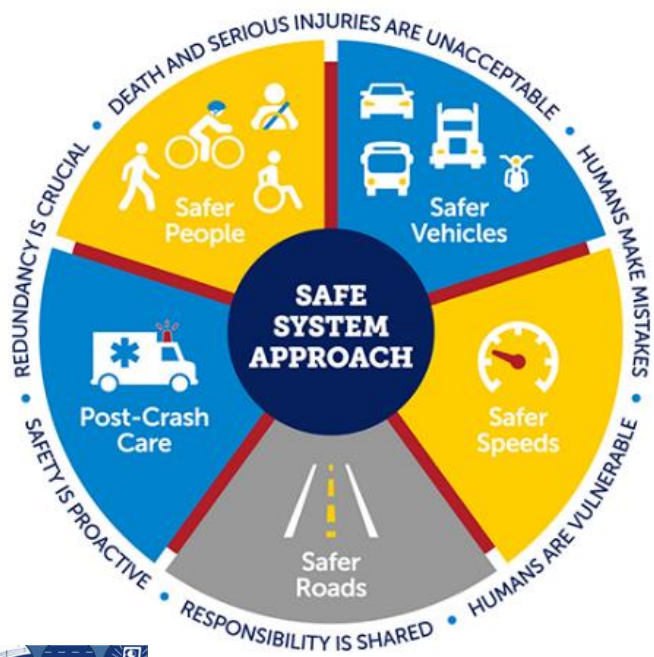 DEATH AND SERIOUS INJURIES ARE UNACCEPTABLE
HUMANS MAKE MISTAKES
HUMANS ARE VULNERABLE
RESPONSIBILITY IS SHARED
SAFETY IS PROACTIVE
REDUNDANCY IS CRUCIAL
Safer
People
Safer
Vehicles
SAFE
SYSTEM
APPROACH
Post-Crash
Care
Safer
Speeds
Safer
Roads